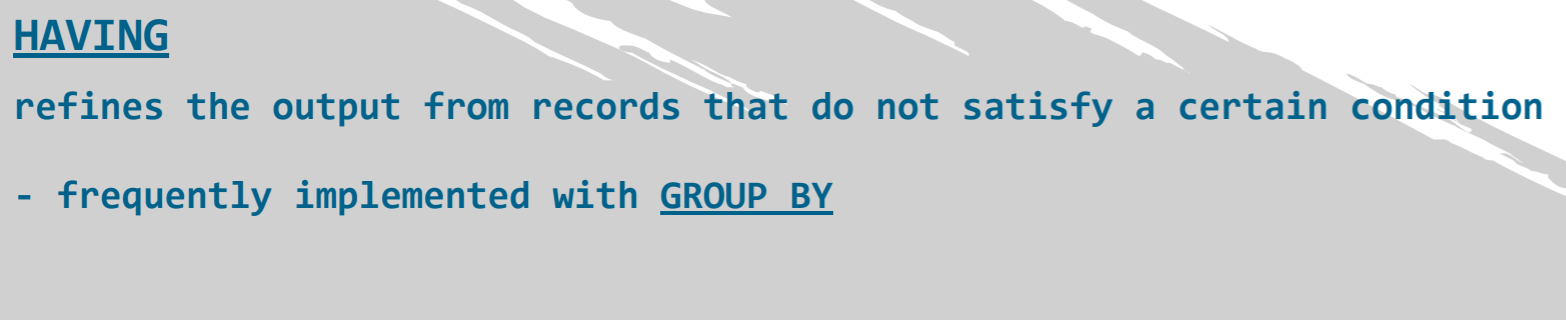 HAVING
refines the output from records that do not satisfy a certain condition
- frequently implemented with GROUP BY